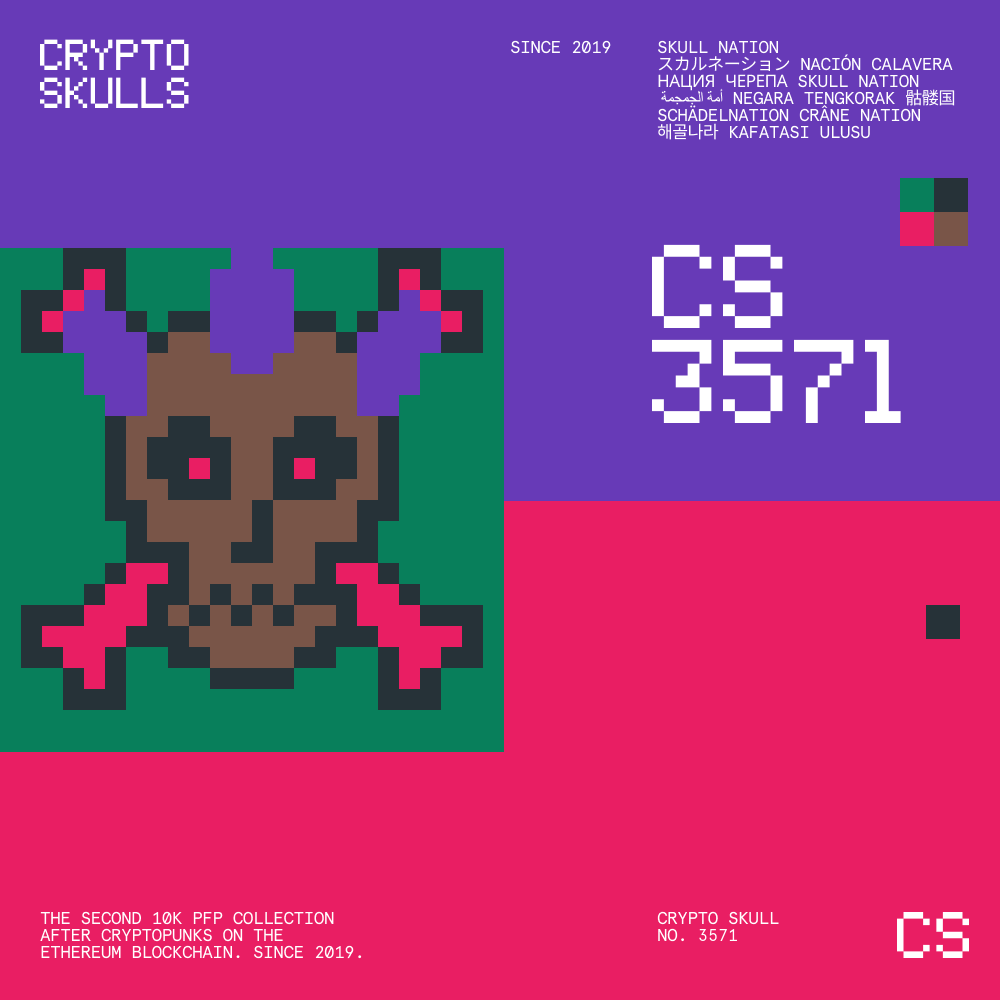 CRYPTO
SKULLS
SINCE 2019
SKULL NATION
スカルネーション NACIÓN CALAVERA
НАЦИЯ ЧЕРЕПА SKULL NATION
أمة الجمجمة NEGARA TENGKORAK 骷髅国
SCHÄDELNATION CRÂNE NATION
해골나라 KAFATASI ULUSU
CS
3571
THE SECOND 10K PFP COLLECTION
AFTER CRYPTOPUNKS ON THE
ETHEREUM BLOCKCHAIN. SINCE 2019.
CRYPTO SKULL
NO. 3571
CS